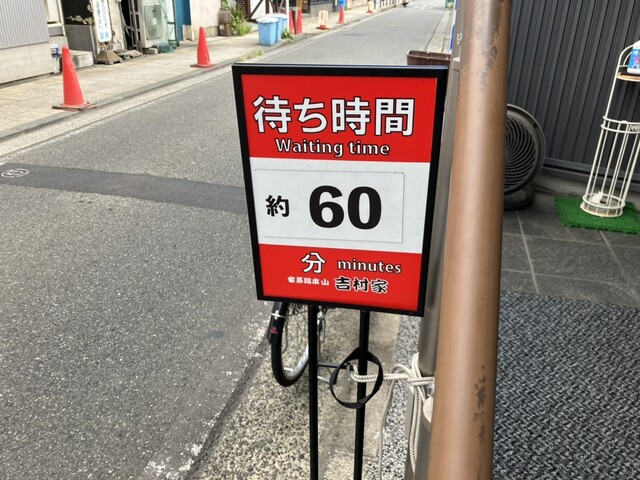 待ち時間
Waiting time
約 60
分 minutes
家系総本山 吉村家